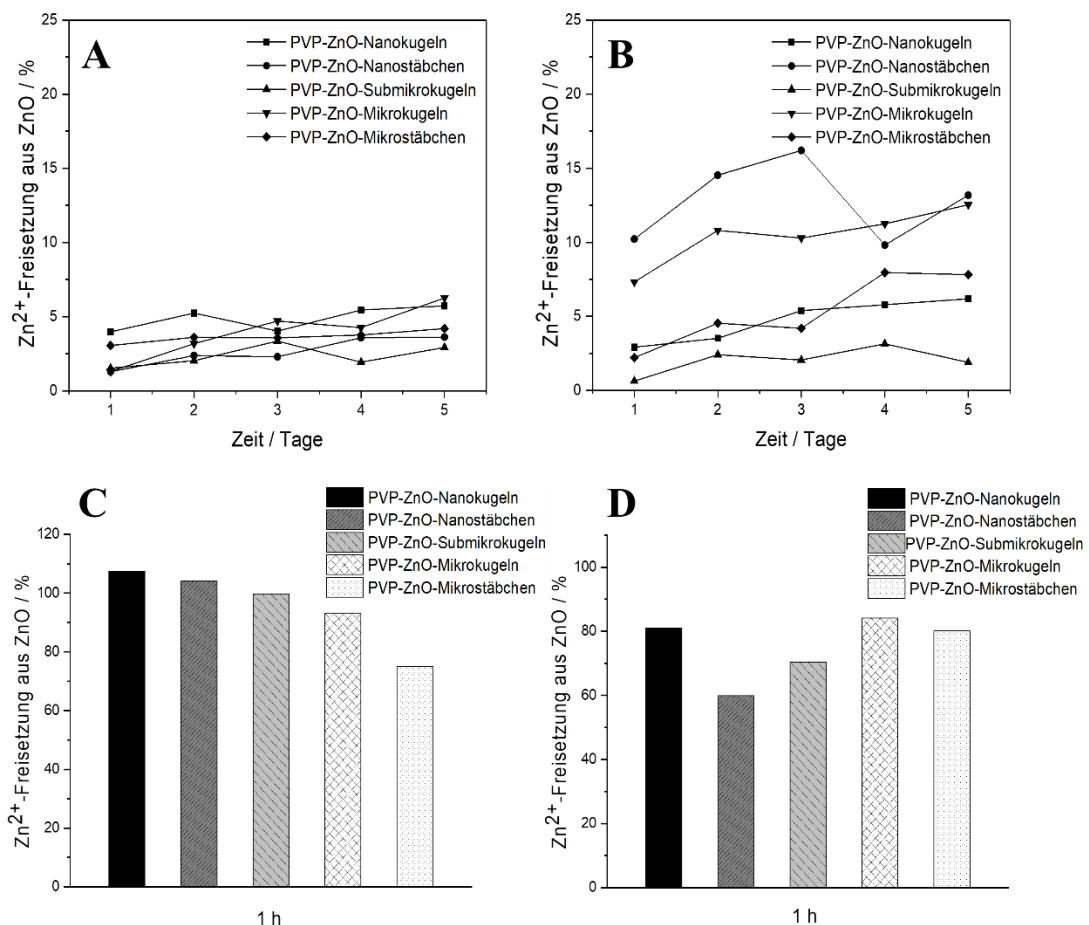 A
25
20
15
10
5
0
PVP-ZnO-Nanokugeln
PVP-ZnO-Nanostäbchen
PVP-ZnO-Submikrokugeln
PVP-ZnO-Mikrokugeln
PVP-ZnO-Mikrostäbchen
Zn²⁺-Freisetzung aus ZnO / %
1 2 3 4 5
Zeit / Tage
B
25
20
15
10
5
0
PVP-ZnO-Nanokugeln
PVP-ZnO-Nanostäbchen
PVP-ZnO-Submikrokugeln
PVP-ZnO-Mikrokugeln
PVP-ZnO-Mikrostäbchen
Zn²⁺-Freisetzung aus ZnO / %
1 2 3 4 5
Zeit / Tage
C
PVP-ZnO-Nanokugeln
PVP-ZnO-Nanostäbchen
PVP-ZnO-Submikrokugeln
PVP-ZnO-Mikrokugeln
PVP-ZnO-Mikrostäbchen
120
100
80
60
40
20
0
Zn²⁺-Freisetzung aus ZnO / %
1 h
D
PVP-ZnO-Nanokugeln
PVP-ZnO-Nanostäbchen
PVP-ZnO-Submikrokugeln
PVP-ZnO-Mikrokugeln
PVP-ZnO-Mikrostäbchen
100
80
60
40
20
0
Zn²⁺-Freisetzung aus ZnO / %
1 h